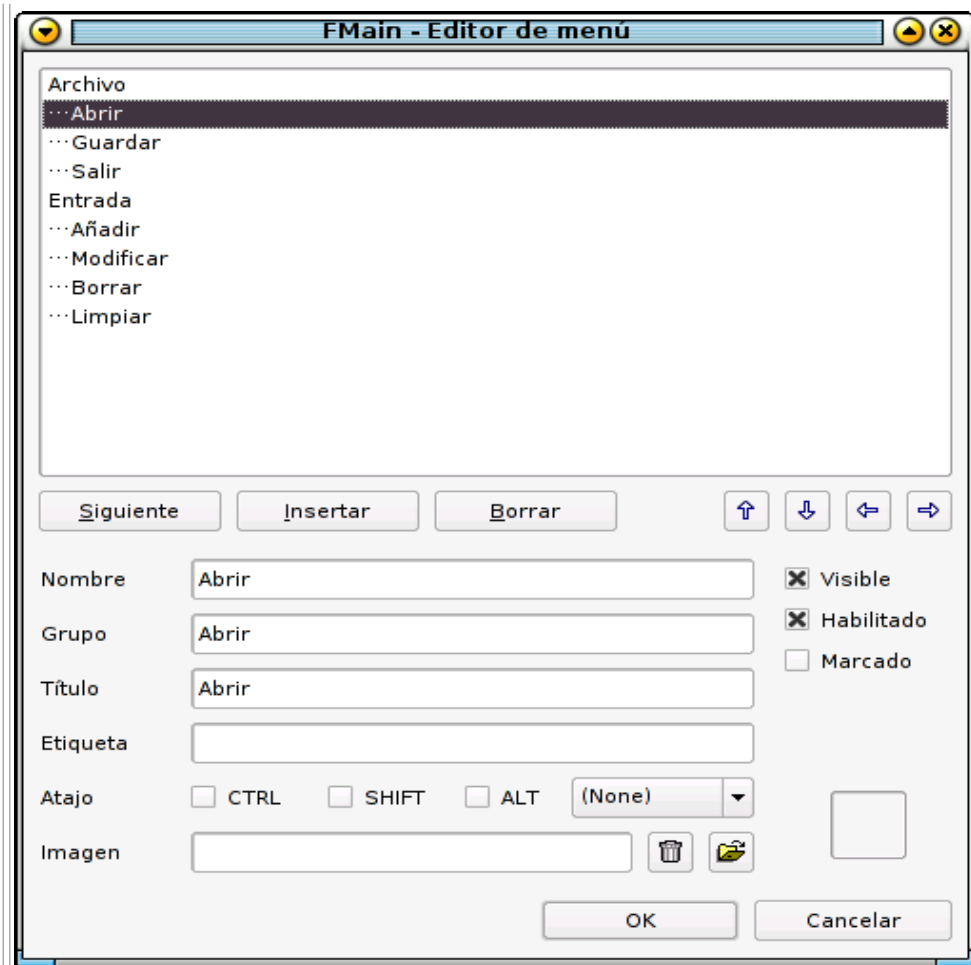 FMain - Editor de menú
Archivo
···Abrir
···Guardar
···Salir
Entrada
···Añadir
···Modificar
···Borrar
···Limpiar
Siguiente Insertar Borrar
Nombre Abrir Visible
Grupo Abrir Habilitado
Título Abrir Marcado
Etiqueta
Atajo CTRL SHIFT ALT (None)
Imagen
OK Cancelar